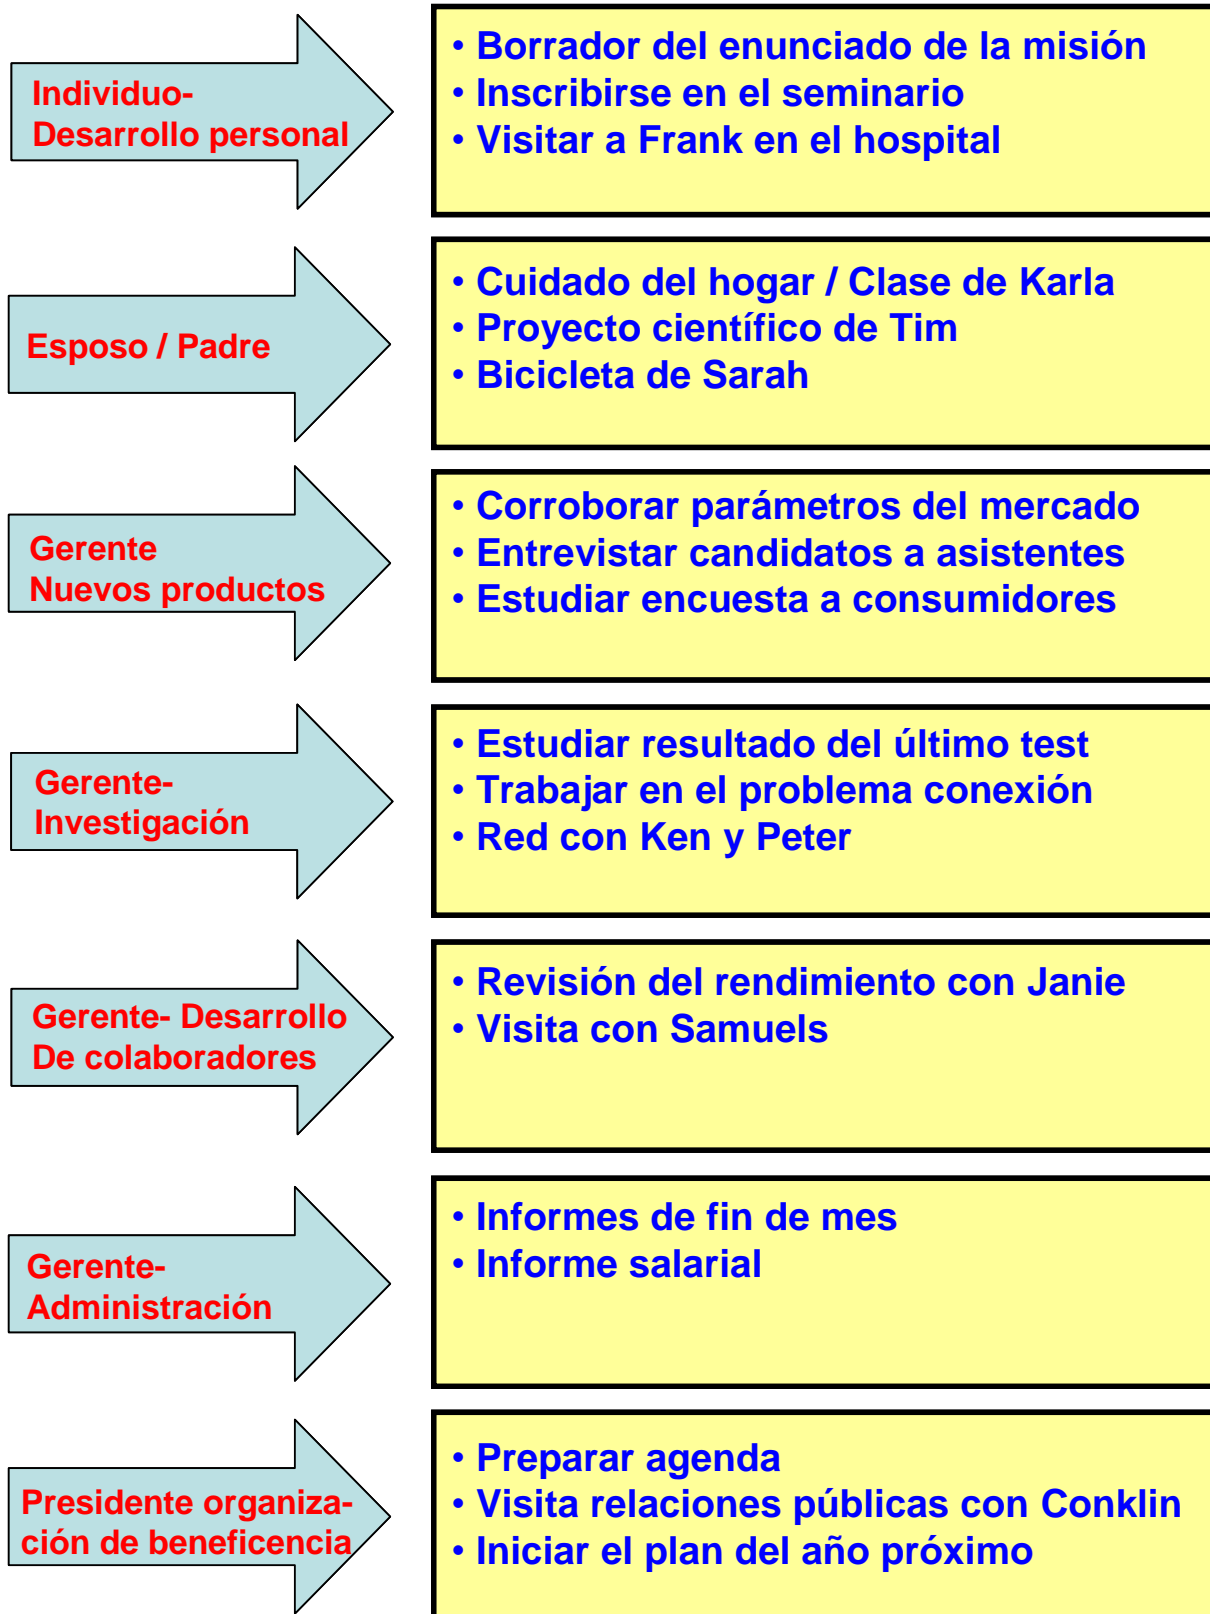 Individuo-
Desarrollo personal
• Borrador del enunciado de la misión
• Inscribirse en el seminario
• Visitar a Frank en el hospital
Esposo / Padre
• Cuidado del hogar / Clase de Karla
• Proyecto científico de Tim
• Bicicleta de Sarah
Gerente
Nuevos productos
• Corroborar parámetros del mercado
• Entrevistar candidatos a asistentes
• Estudiar encuesta a consumidores
Gerente-
Investigación
• Estudiar resultado del último test
• Trabajar en el problema conexión
• Red con Ken y Peter
Gerente- Desarrollo
De colaboradores
• Revisión del rendimiento con Janie
• Visita con Samuels
Gerente-
Administración
• Informes de fin de mes
• Informe salarial
Presidente organiza-
ción de beneficencia
• Preparar agenda
• Visita relaciones públicas con Conklin
• Iniciar el plan del año próximo